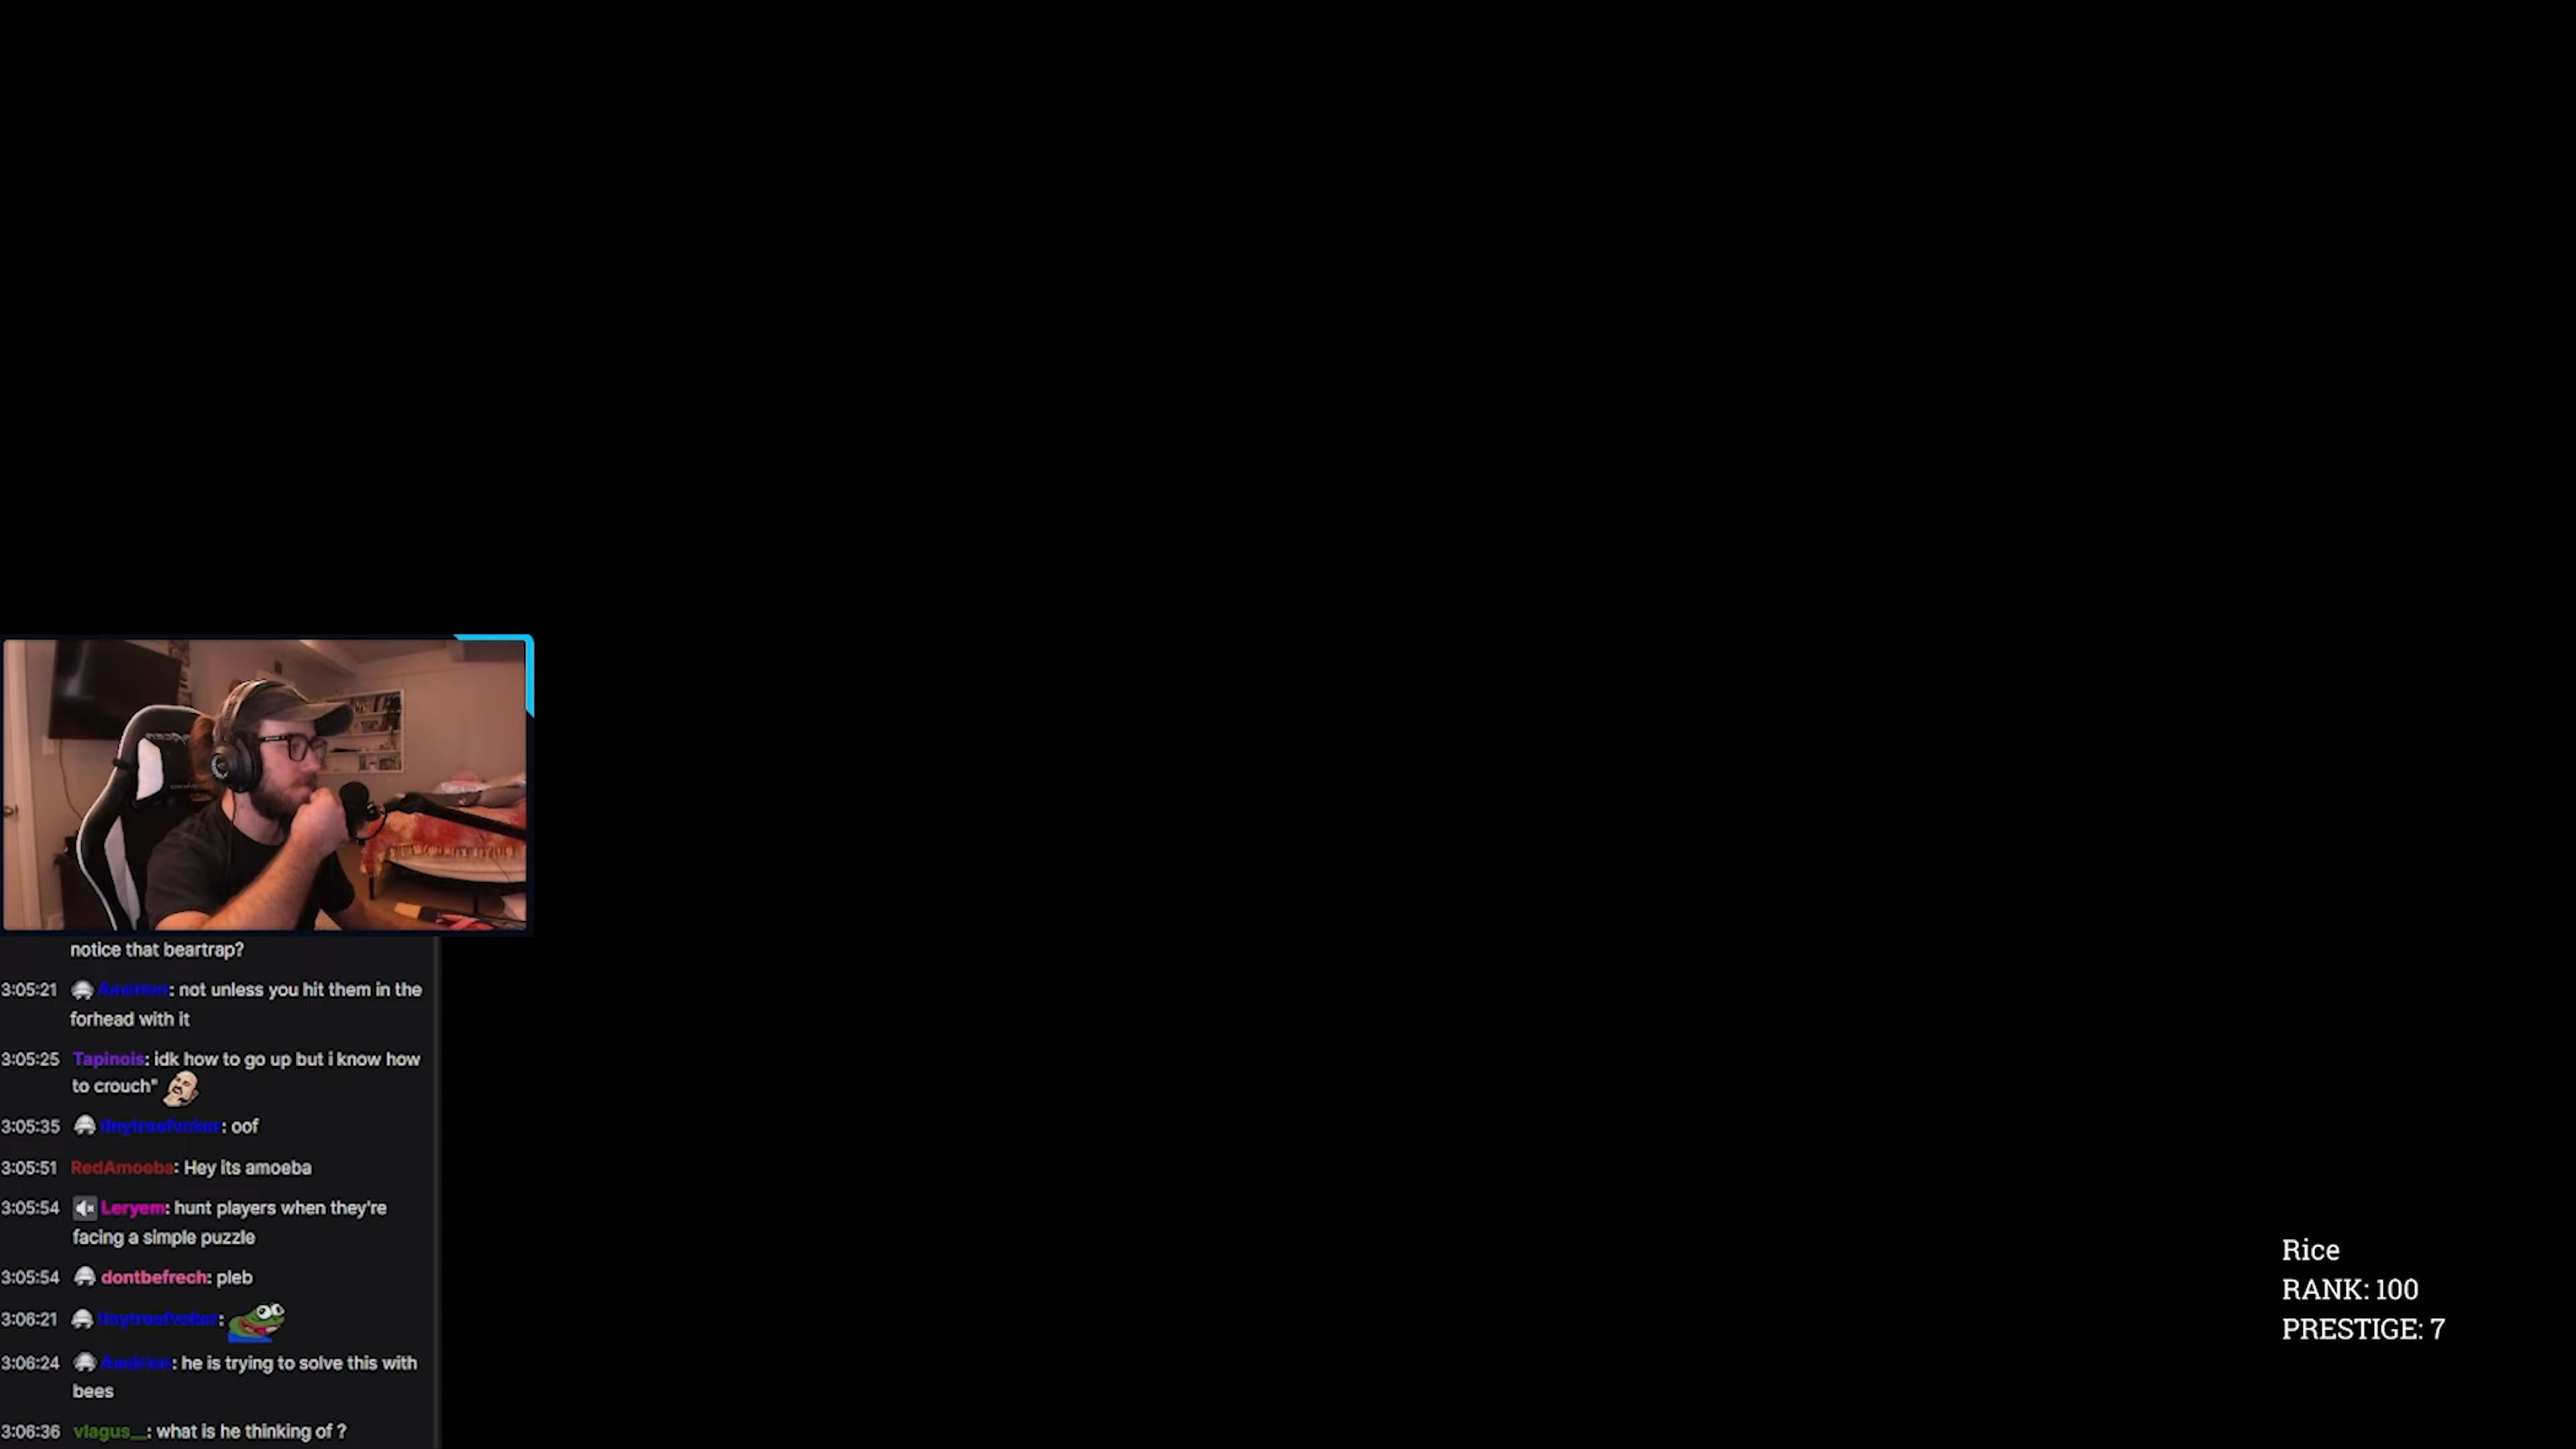 notice that beartrap?
3:05:21 : not unless you hit them in the
forhead with it
3:05:25 Tapinois: idk how to go up but i know how
to crouch"
3:05:35 : oof
3:05:51 RedAmoeba: Hey its amoeba
3:05:54 Leryem: hunt players when they're
facing a simple puzzle
3:05:54 dontbefrech: pleb
3:06:21 :
3:06:24 : he is trying to solve this with
bees
3:06:36 vlagus__: what is he thinking of ?
Rice
RANK: 100
PRESTIGE: 7